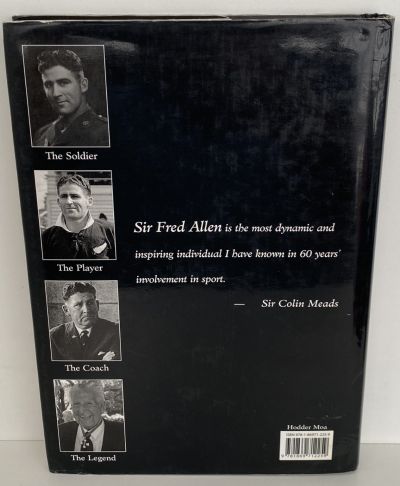 The Soldier
The Player
The Coach
The Legend
Sir Fred Allen is the most dynamic and
inspiring individual I have known in 60 years'
involvement in sport.
— Sir Colin Meads
Hodder Moa